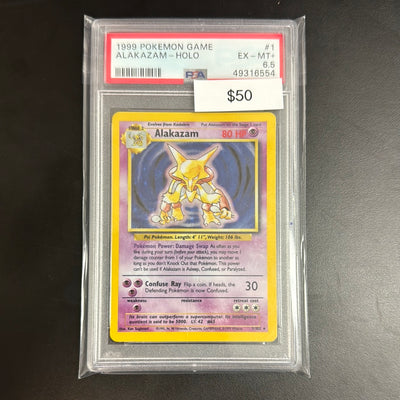 1999 POKEMON GAME #1
ALAKAZAM-HOLO EX-MT+
6.5
PSA 49316554
$50
Evolves from Kadabra Put Alakazam on the Stage 1 card
Alakazam 80 HP
Psi Pokémon. Length: 4' 11", Weight: 106 lbs.
Pokémon Power: Damage Swap As often as you
like during your turn (before your attack), you may move 1
damage counter from 1 of your Pokémon to another as
long as you don't Knock Out that Pokémon. This power
can't be used if Alakazam is Asleep, Confused, or Paralyzed.
Confuse Ray Flip a coin. If heads, the 30
Defending Pokémon is now Confused.
weakness resistance retreat cost
Its brain can outperform a supercomputer. Its intelligence
quotient is said to be 5000. LV. 42 #65
Illus. Ken Sugimori